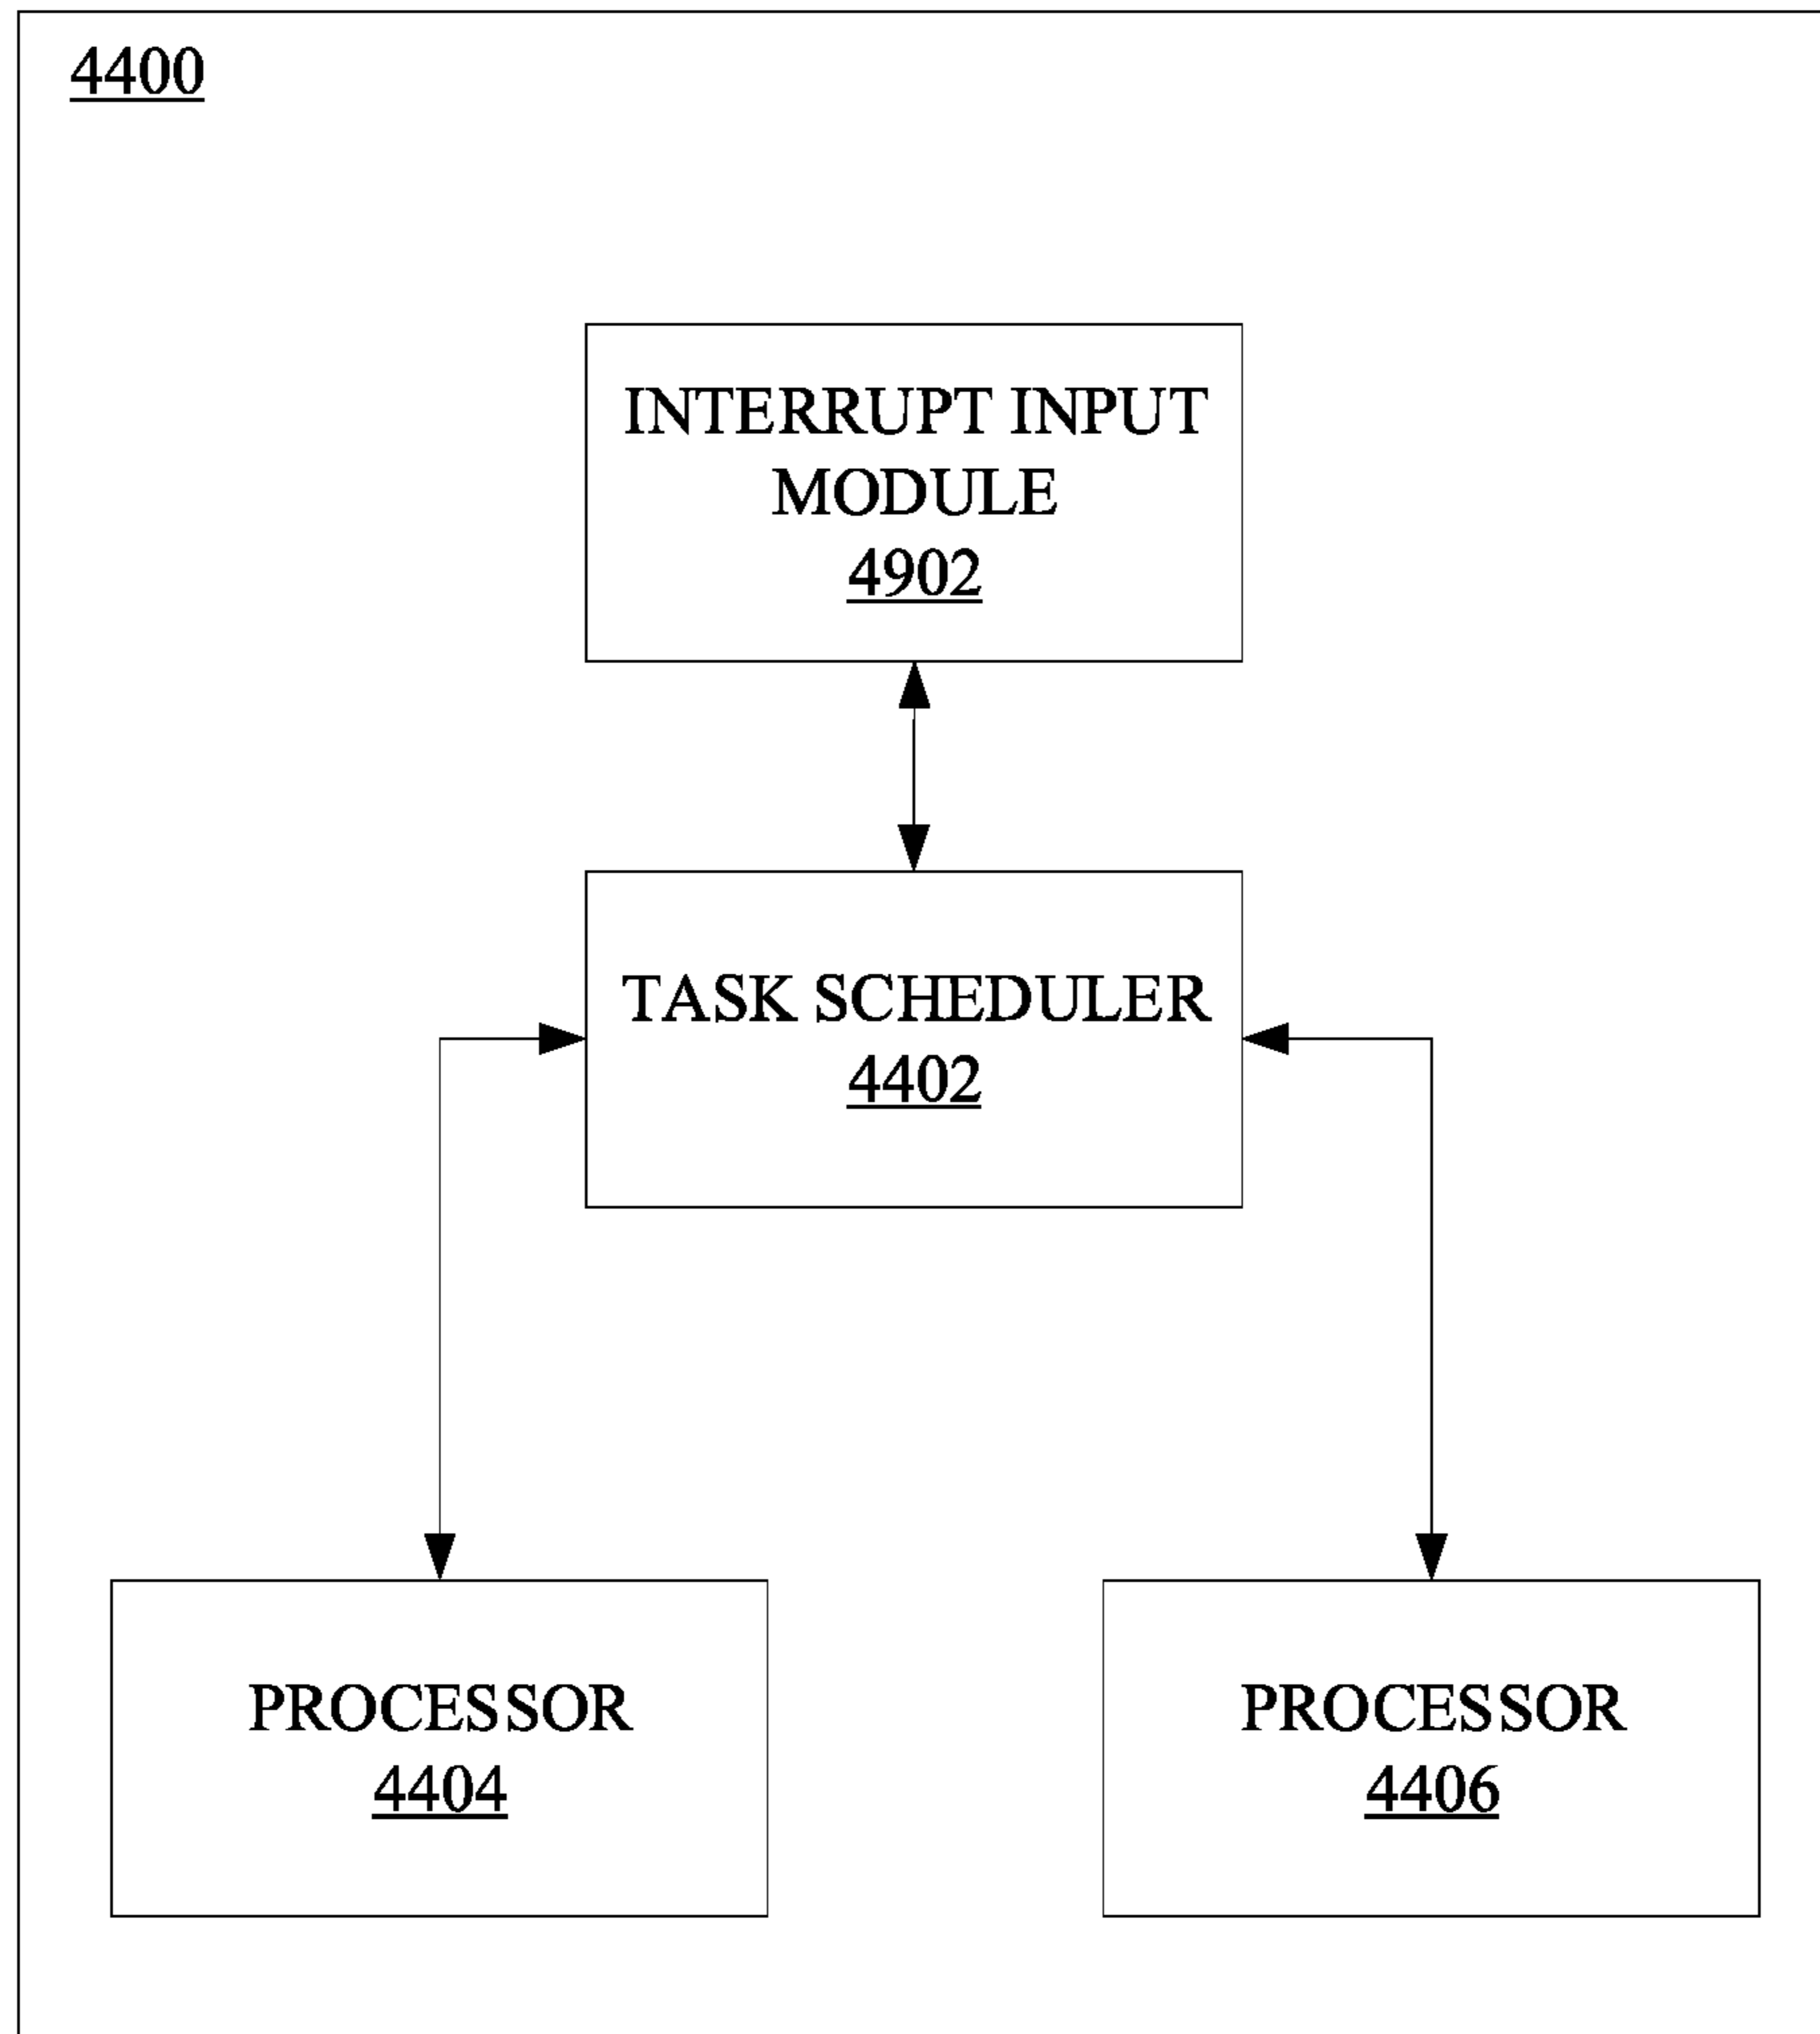 4400
INTERRUPT INPUT
MODULE
4902
TASK SCHEDULER
4402
PROCESSOR
4404
PROCESSOR
4406